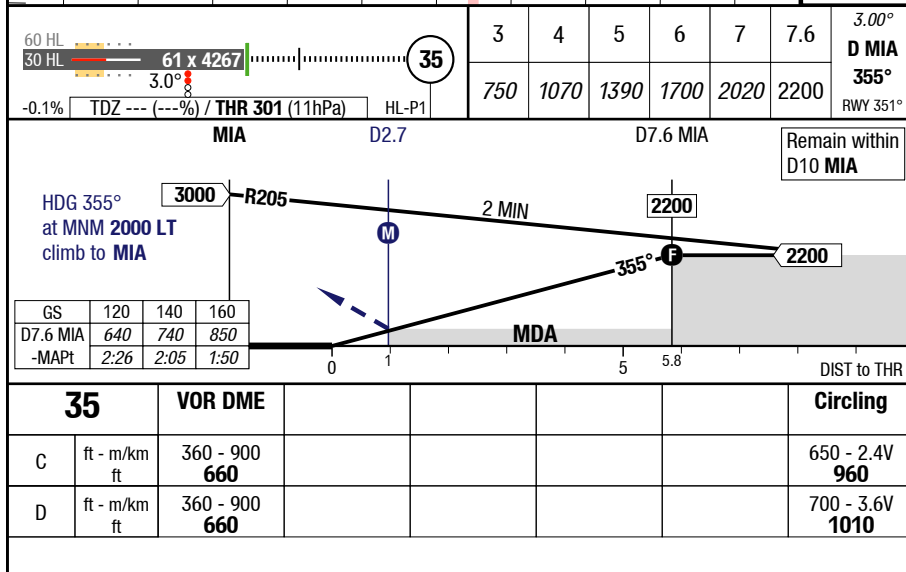 60 HL
30 HL
61 x 4267
35
3.0°
-0.1%
TDZ --- (---%) / THR 301 (11hPa)
HL-P1
3 4 5 6 7 7.6
3.00°
D MIA
355°
RWY 351°
750 1070 1390 1700 2020 2200
MIA
D2.7
D7.6 MIA
Remain within
D10 MIA
3000
R205
2 MIN
2200
HDG 355°
at MNM 2000 LT
climb to MIA
M
355°
F
2200
GS 120 140 160
D7.6 MIA 640 740 850
-MAPt 2:26 2:05 1:50
MDA
0 1 5 5.8
DIST to THR
35 VOR DME Circling
C ft - m/km 360 - 900 650 - 2.4V
ft 660 960
D ft - m/km 360 - 900 700 - 3.6V
ft 660 1010